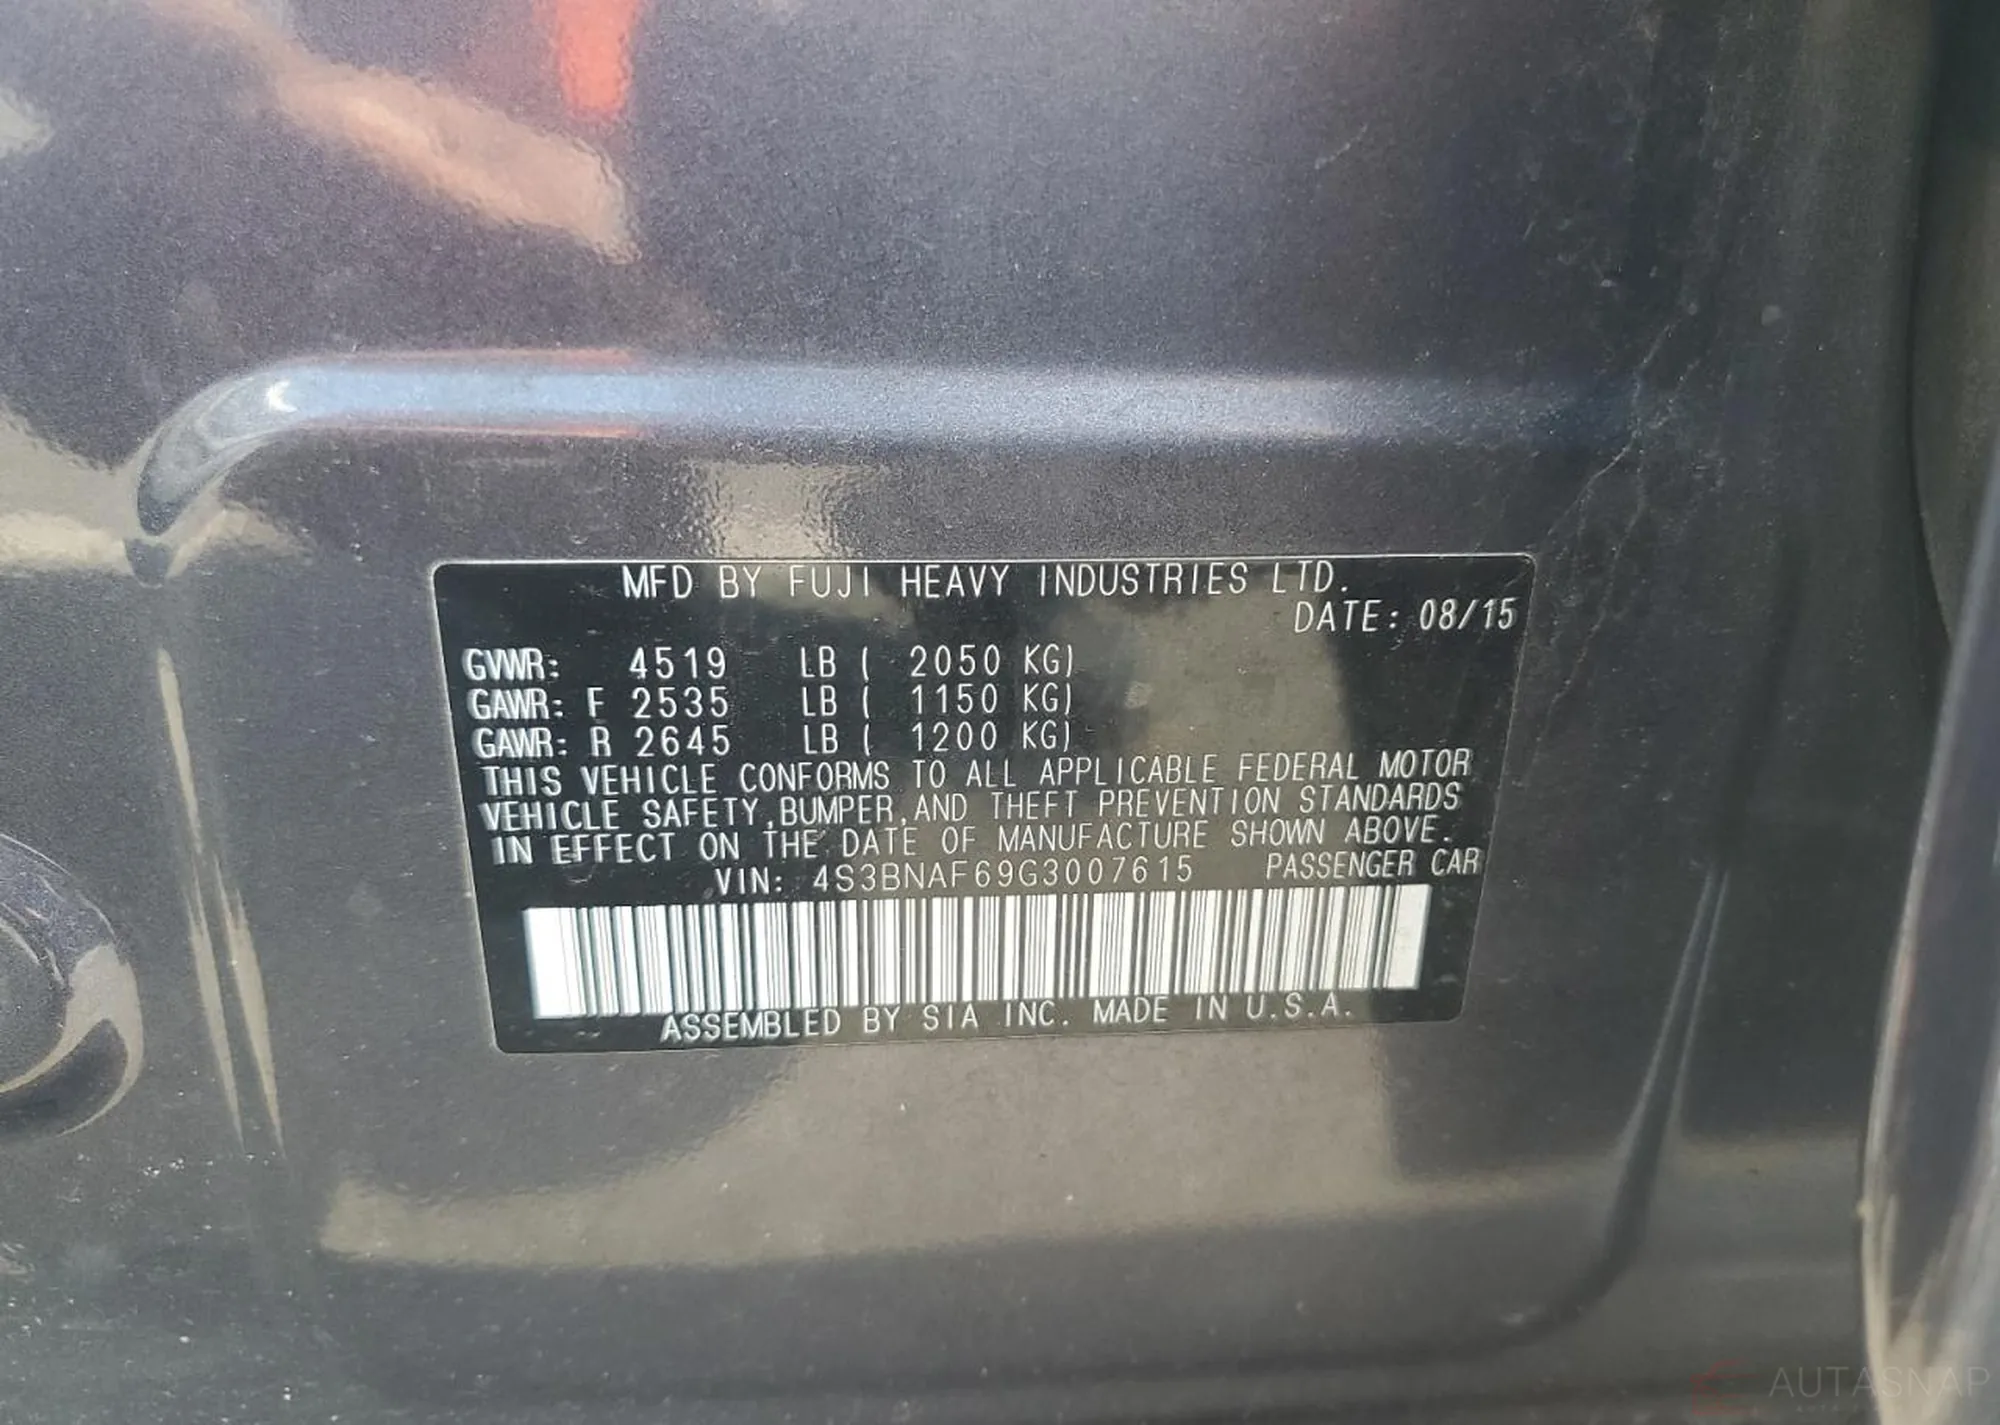 MFD BY FUJI HEAVY INDUSTRIES LTD.
DATE: 08/15
GVWR: 4519 LB ( 2050 KG)
GAWR: F 2535 LB ( 1150 KG)
GAWR: R 2645 LB ( 1200 KG)
THIS VEHICLE CONFORMS TO ALL APPLICABLE FEDERAL MOTOR
VEHICLE SAFETY,BUMPER,AND THEFT PREVENTION STANDARDS
IN EFFECT ON THE DATE OF MANUFACTURE SHOWN ABOVE.
VIN: 4S3BNAF69G3007615 PASSENGER CAR
ASSEMBLED BY SIA INC. MADE IN U.S.A.
AUTASNAP